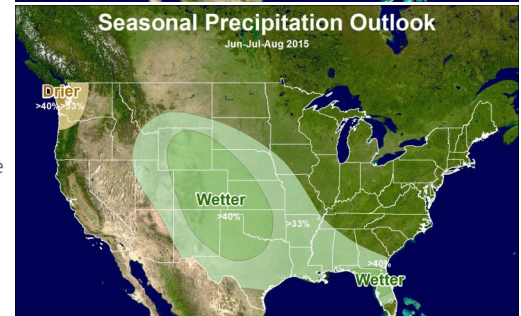 Seasonal Precipitation Outlook
Jun-Jul-Aug 2015
Drier
>40% >33%
Wetter
>40%
>33%
>40%
Wetter
e